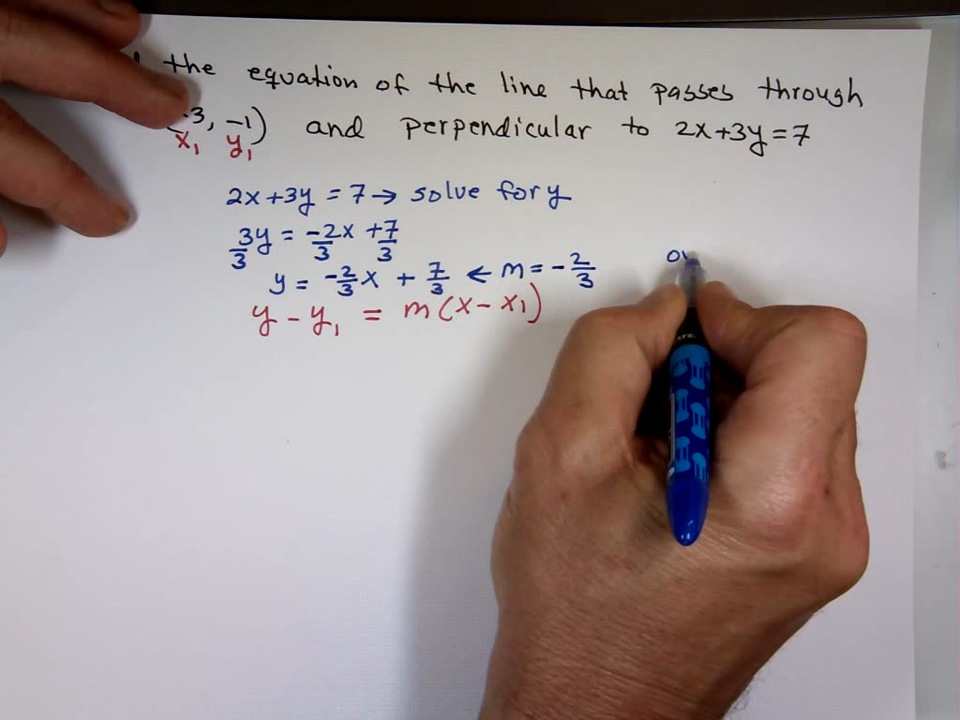 the equation of the line that passes through
-3, -1) and perpendicular to 2x+3y=7
x₁ y₁
2x+3y = 7 → solve for y
3y/3 = -2x/3 + 7/3
y = -2/3 x + 7/3 ← m = -2/3
y - y₁ = m(x - x₁)